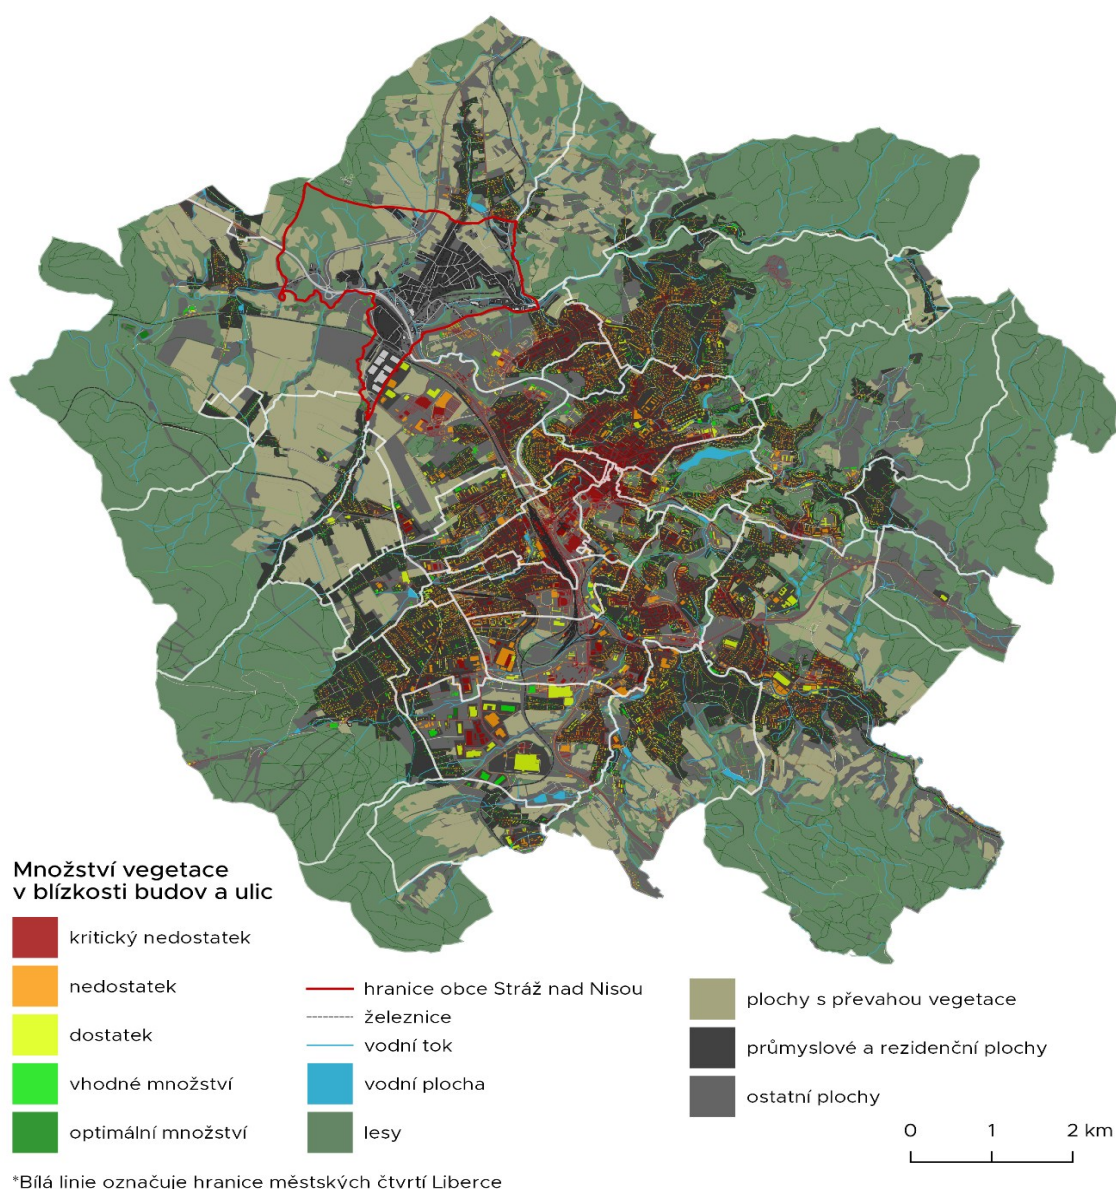 Množství vegetace
v blízkosti budov a ulic
kritický nedostatek
nedostatek
dostatek
vhodné množství
optimální množství
hranice obce Stráž nad Nisou
železnice
vodní tok
vodní plocha
lesy
plochy s převahou vegetace
průmyslové a rezidenční plochy
ostatní plochy
0 1 2 km
*Bílá linie označuje hranice městských čtvrtí Liberce